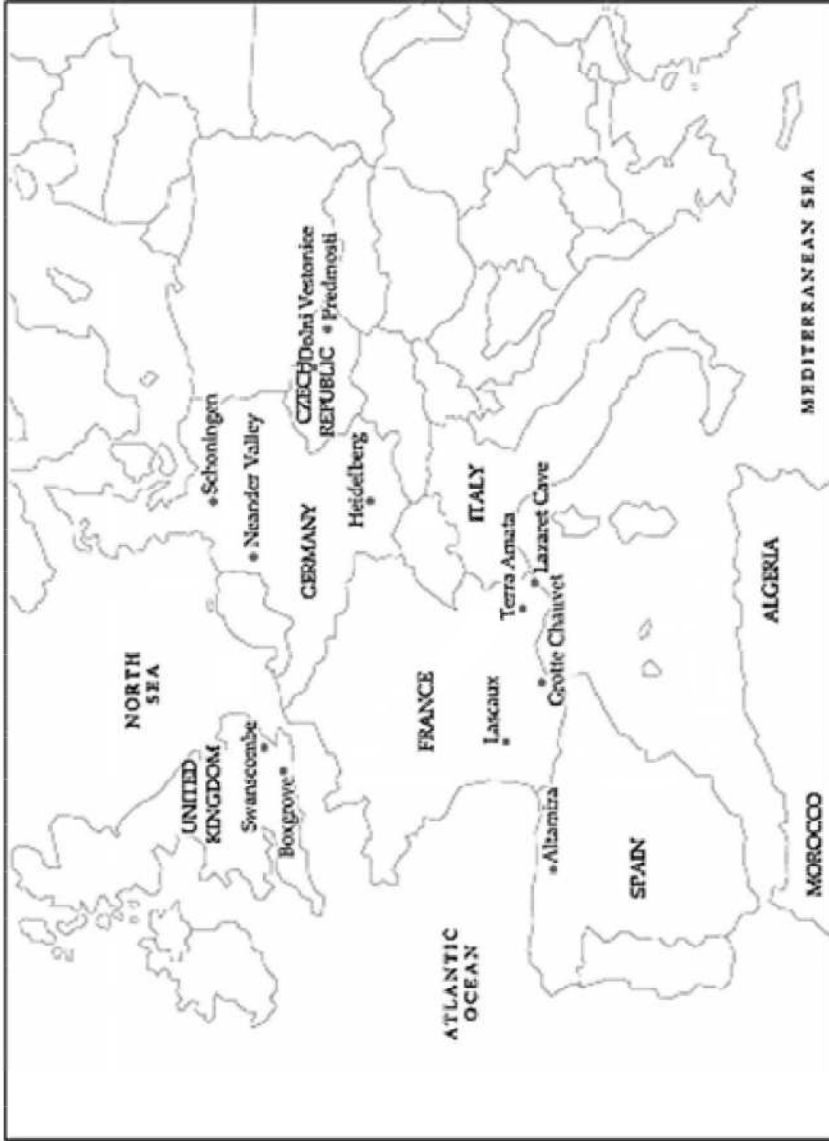 NORTH
SEA
UNITED
KINGDOM
Swanscombe
Boxgrove
Schoningen
Neander Valley
GERMANY
CZECH
REPUBLIC
Dolni Vestonice
Predmosti
Heidelberg
ATLANTIC
OCEAN
FRANCE
Lascaux
ITALY
Terra Amata
Lazaret Cave
Grotte Chauvet
Altamira
SPAIN
MOROCCO
ALGERIA
MEDITERRANEAN SEA